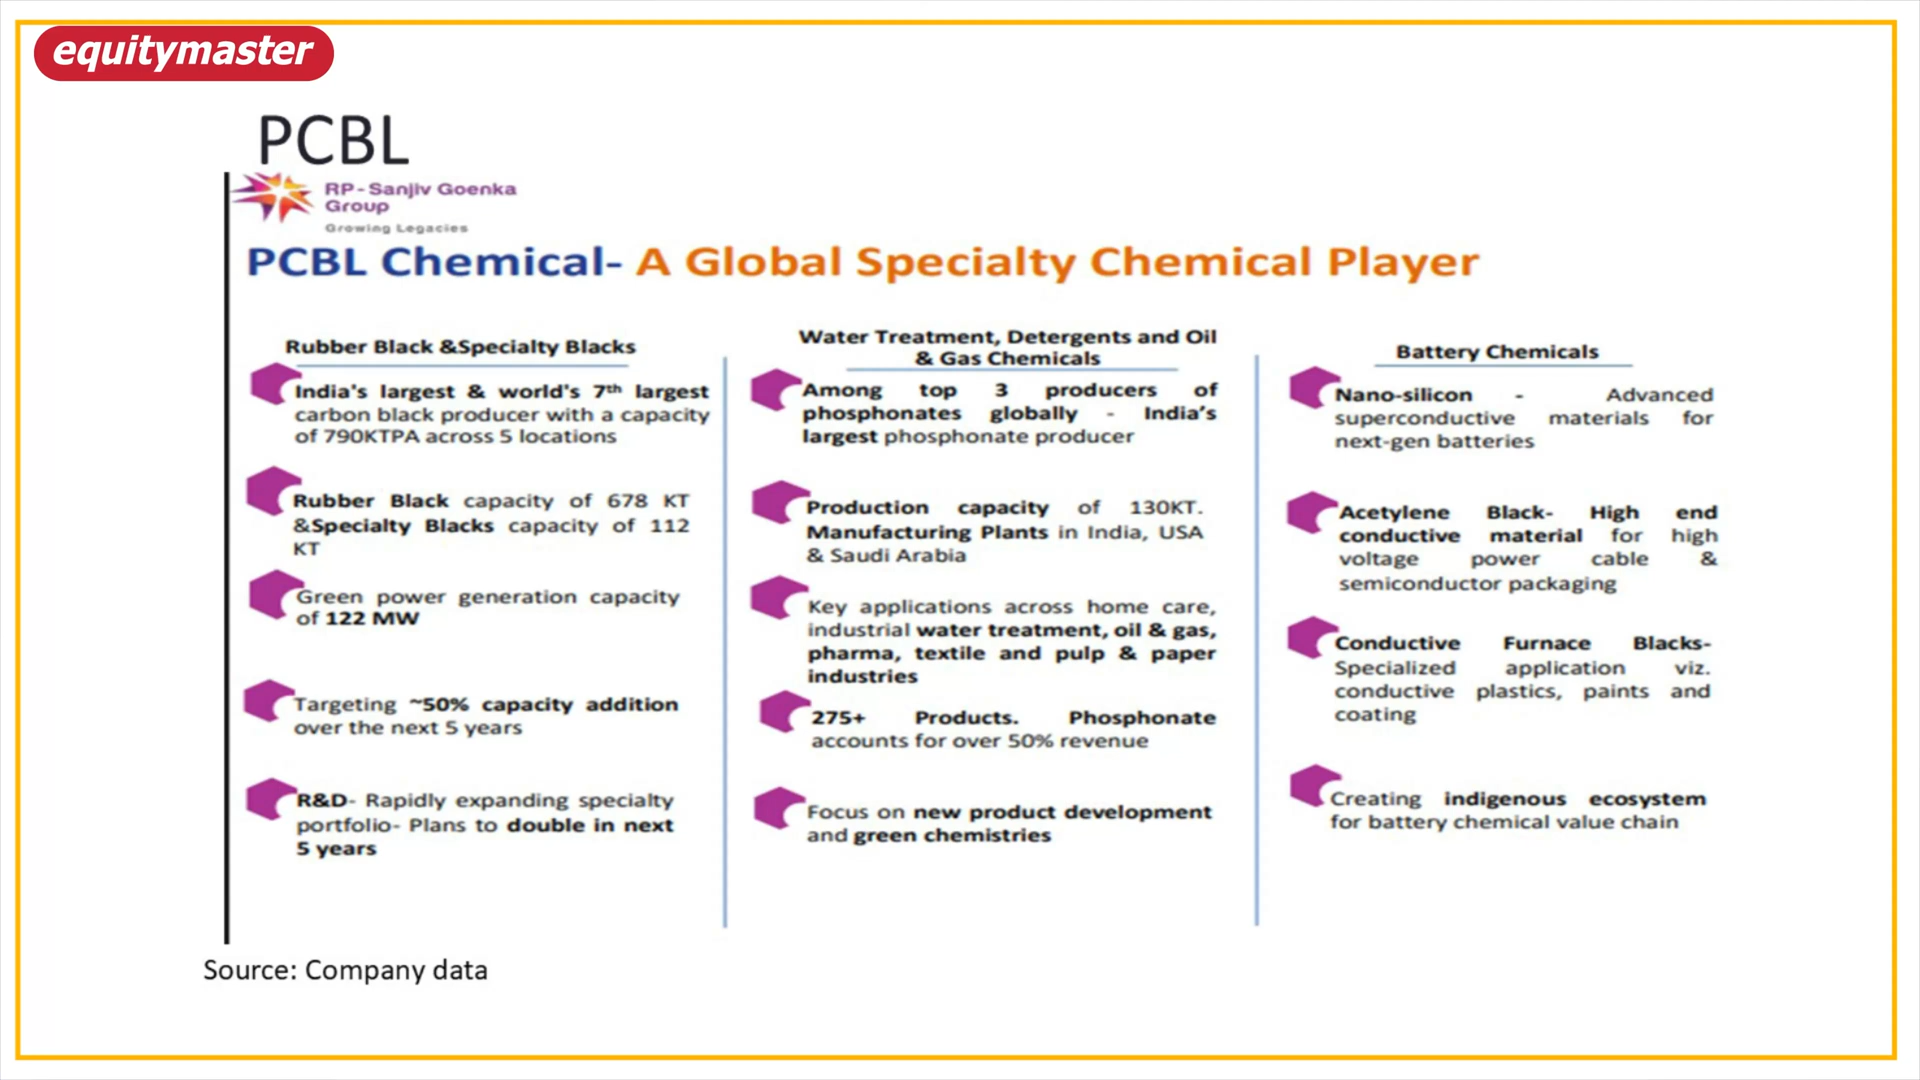 equitymaster
PCBL
RP-Sanjiv Goenka
Group
Growing Legacies
PCBL Chemical- A Global Specialty Chemical Player
Rubber Black &Specialty Blacks
India's largest & world's 7th largest
carbon black producer with a capacity
of 790KTPA across 5 locations
Rubber Black capacity of 678 KT
&Specialty Blacks capacity of 112
KT
Green power generation capacity
of 122 MW
Targeting ~50% capacity addition
over the next 5 years
R&D- Rapidly expanding specialty
portfolio- Plans to double in next
5 years
Water Treatment, Detergents and Oil
& Gas Chemicals
Among top 3 producers of
phosphonates globally - India's
largest phosphonate producer
Production capacity of 130KT.
Manufacturing Plants in India, USA
& Saudi Arabia
Key applications across home care,
industrial water treatment, oil & gas,
pharma, textile and pulp & paper
industries
275+ Products. Phosphonate
accounts for over 50% revenue
Focus on new product development
and green chemistries
Battery Chemicals
Nano-silicon - Advanced
superconductive materials for
next-gen batteries
Acetylene Black- High end
conductive material for high
voltage power cable &
semiconductor packaging
Conductive Furnace Blacks-
Specialized application viz.
conductive plastics, paints and
coating
Creating indigenous ecosystem
for battery chemical value chain
Source: Company data